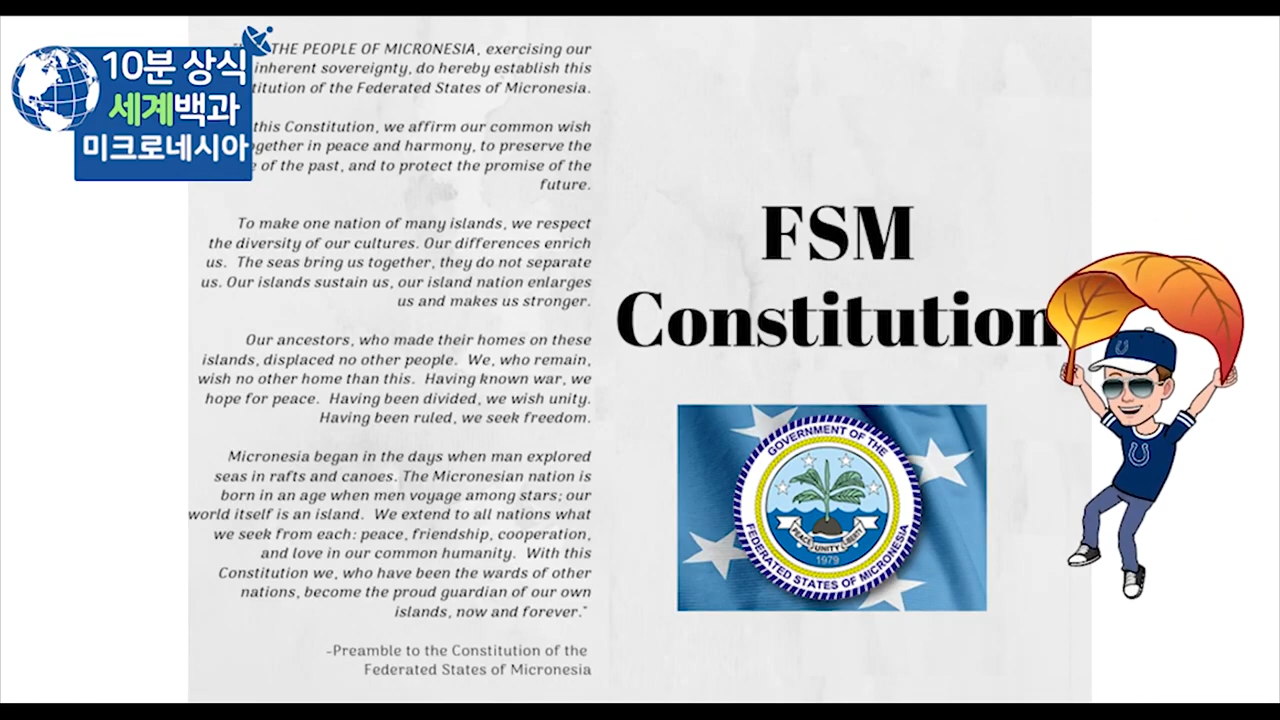 10분 상식
세계백과
미크로네시아
THE PEOPLE OF MICRONESIA, exercising our
inherent sovereignty, do hereby establish this
titution of the Federated States of Micronesia.
this Constitution, we affirm our common wish
ogether in peace and harmony, to preserve the
e of the past, and to protect the promise of the
future.
To make one nation of many islands, we respect
the diversity of our cultures. Our differences enrich
us. The seas bring us together, they do not separate
us. Our islands sustain us, our island nation enlarges
us and makes us stronger.
Our ancestors, who made their homes on these
islands, displaced no other people. We, who remain,
wish no other home than this. Having known war, we
hope for peace. Having been divided, we wish unity.
Having been ruled, we seek freedom.
Micronesia began in the days when man explored
seas in rafts and canoes. The Micronesian nation is
born in an age when men voyage among stars; our
world itself is an island. We extend to all nations what
we seek from each: peace, friendship, cooperation,
and love in our common humanity. With this
Constitution we, who have been the wards of other
nations, become the proud guardian of our own
islands, now and forever."
-Preamble to the Constitution of the
Federated States of Micronesia
FSM
Constitution
GOVERNMENT OF THE
PEACE UNITY LIBERTY
1979
FEDERATED STATES OF MICRONESIA